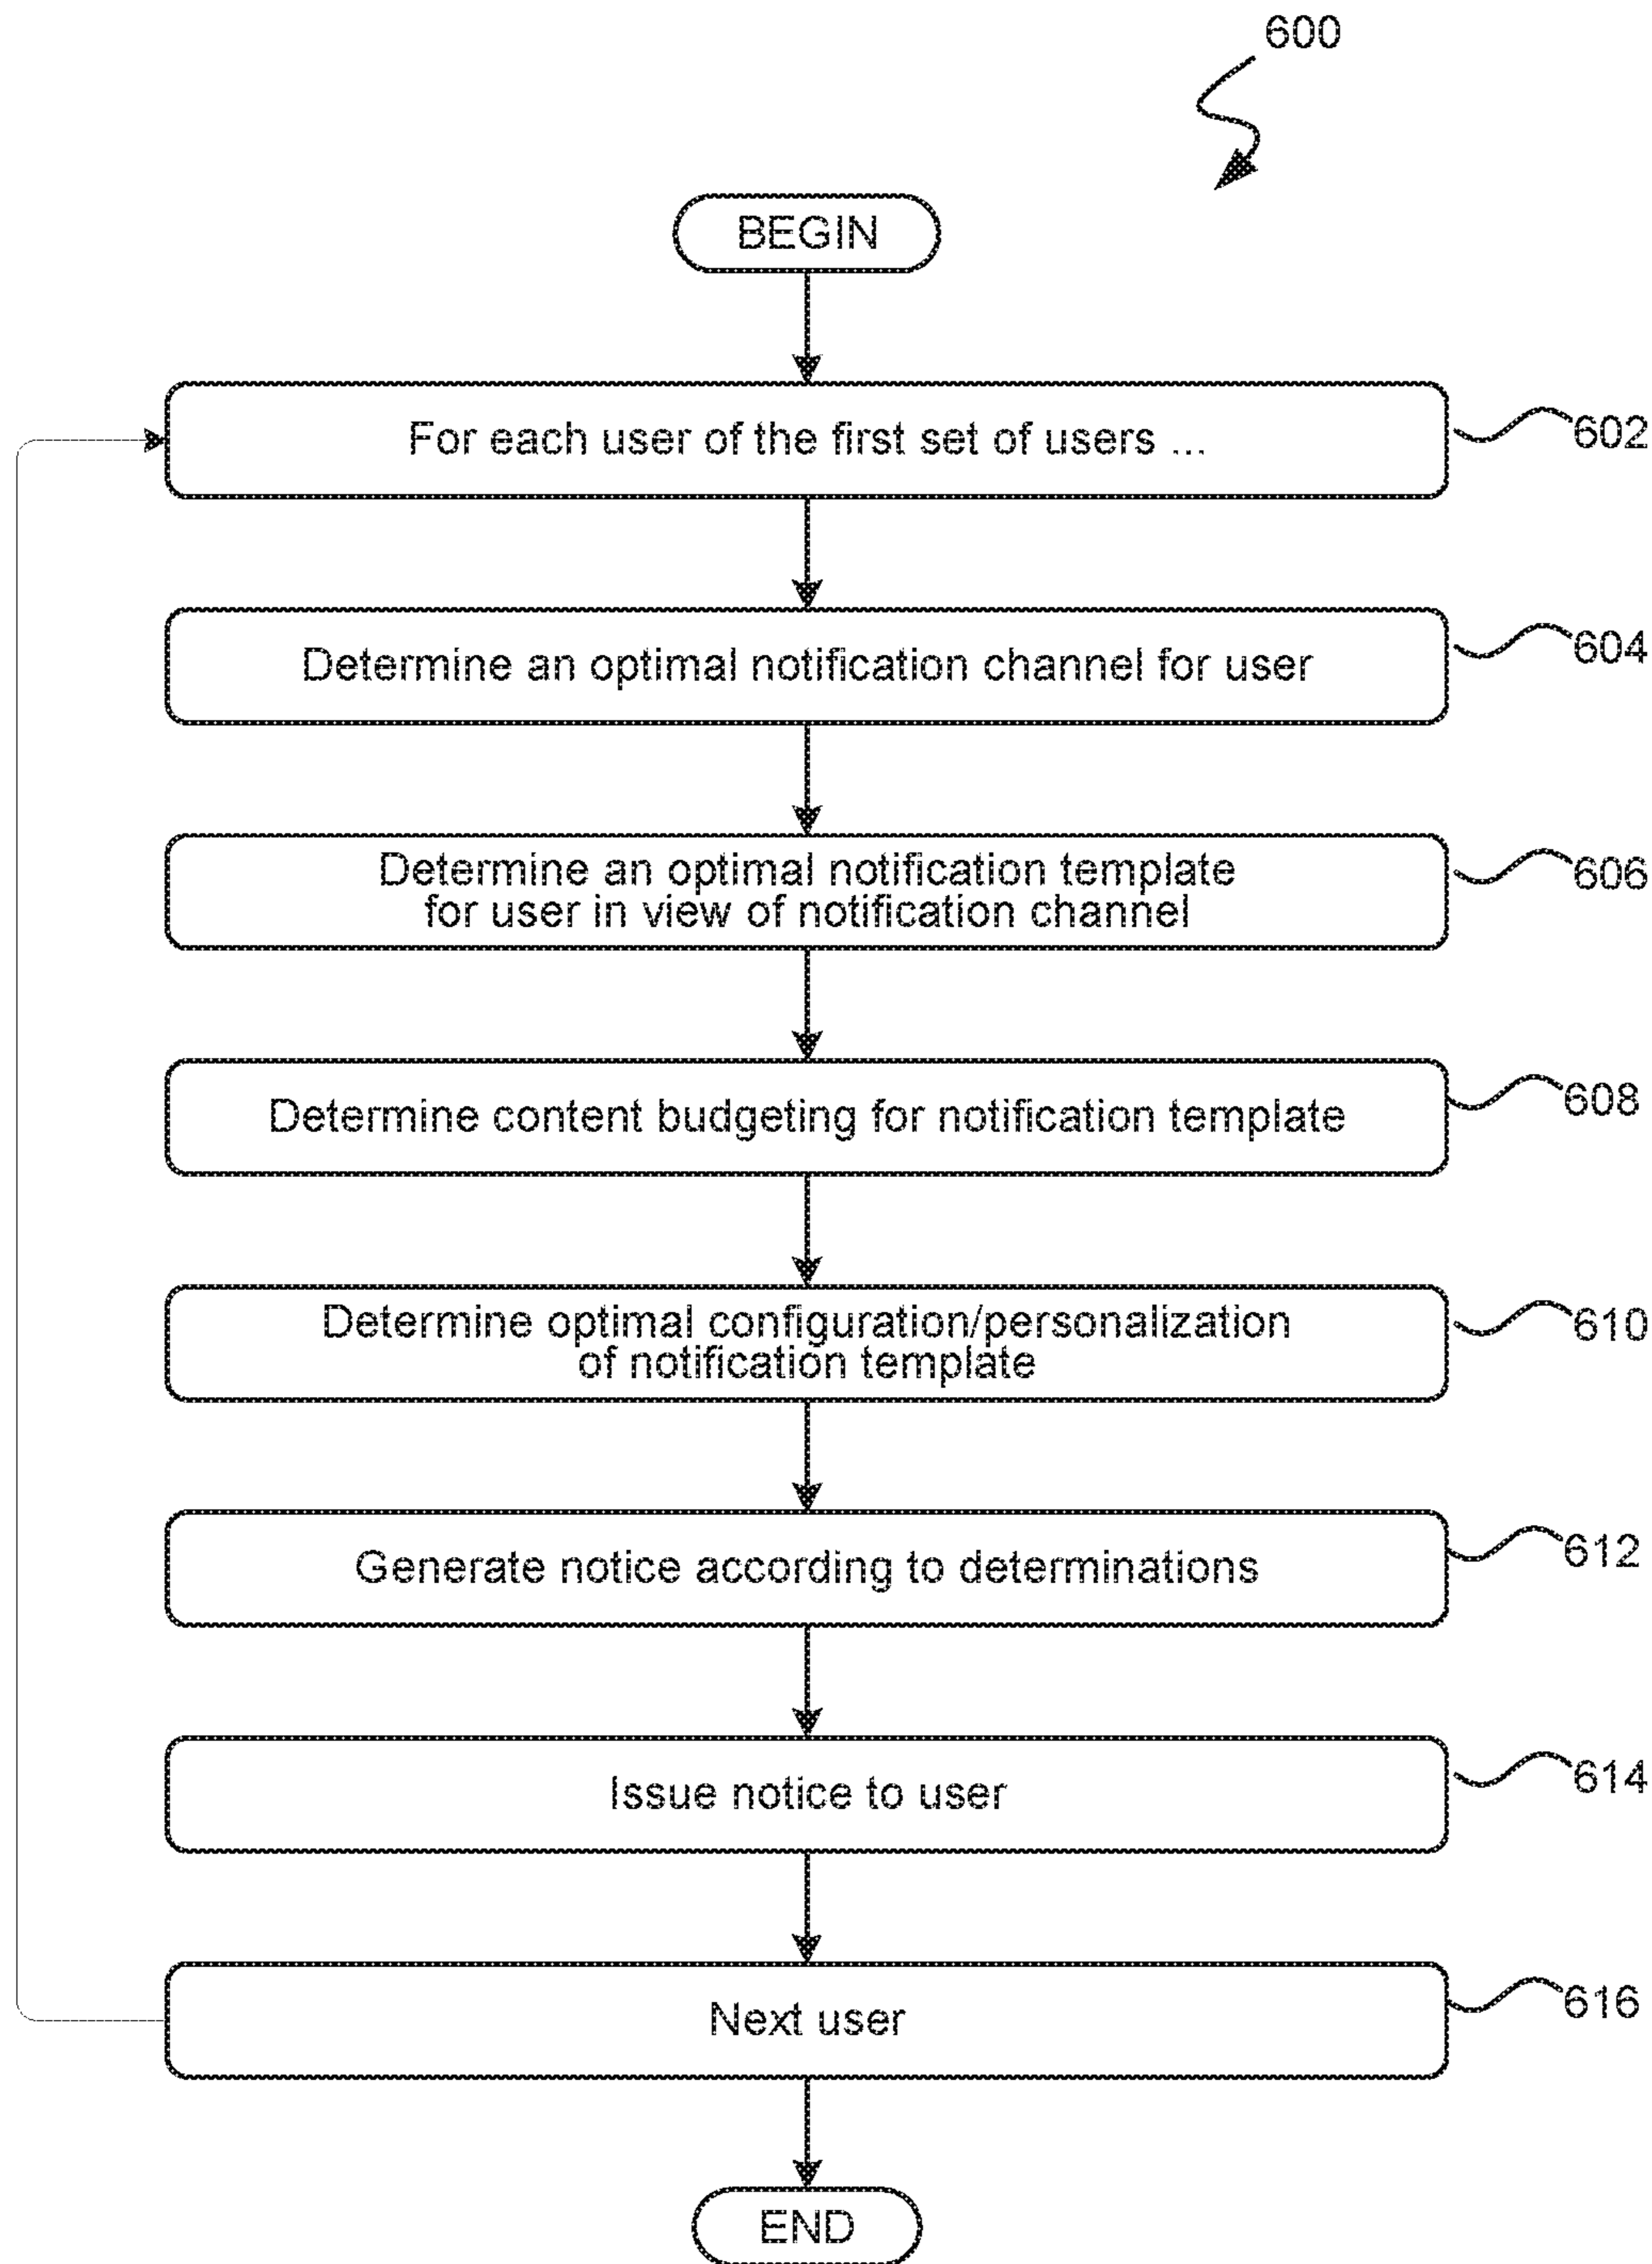 600
BEGIN
For each user of the first set of users ...
602
Determine an optimal notification channel for user
604
Determine an optimal notification template
for user in view of notification channel
606
Determine content budgeting for notification template
608
Determine optimal configuration/personalization
of notification template
610
Generate notice according to determinations
612
Issue notice to user
614
Next user
616
END